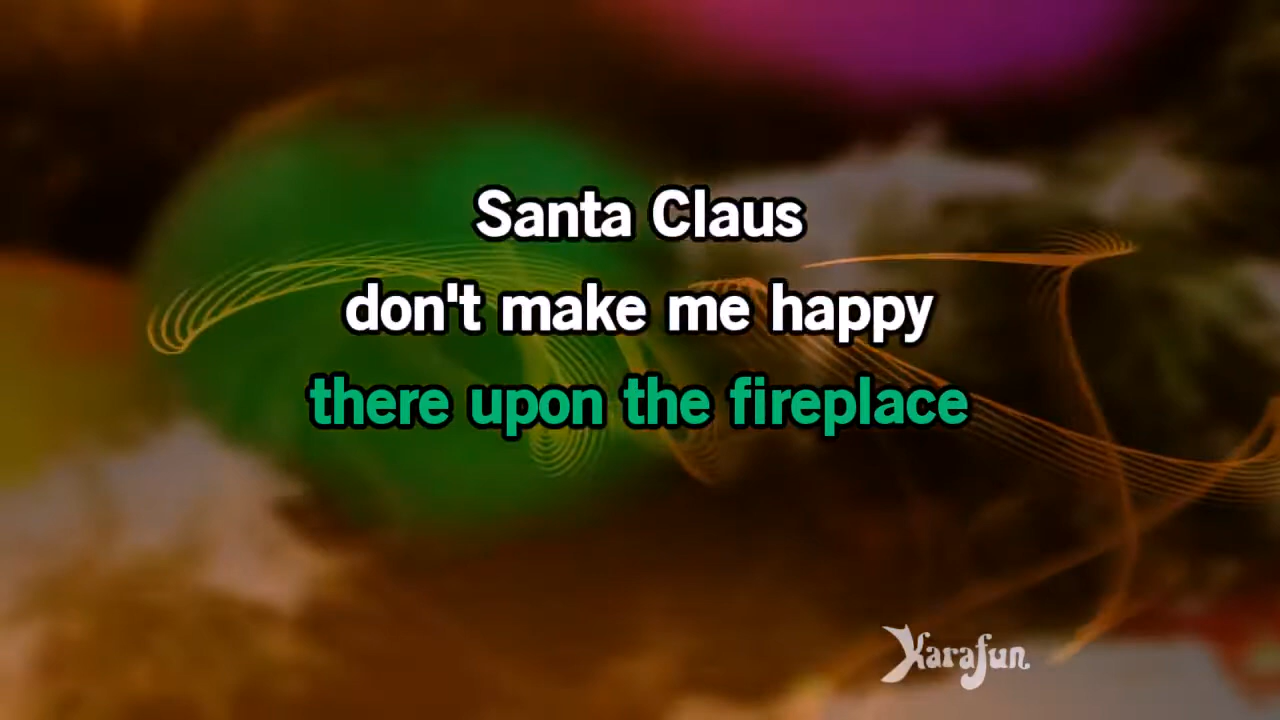 Santa Claus
don't make me happy
there upon the fireplace
Karafun